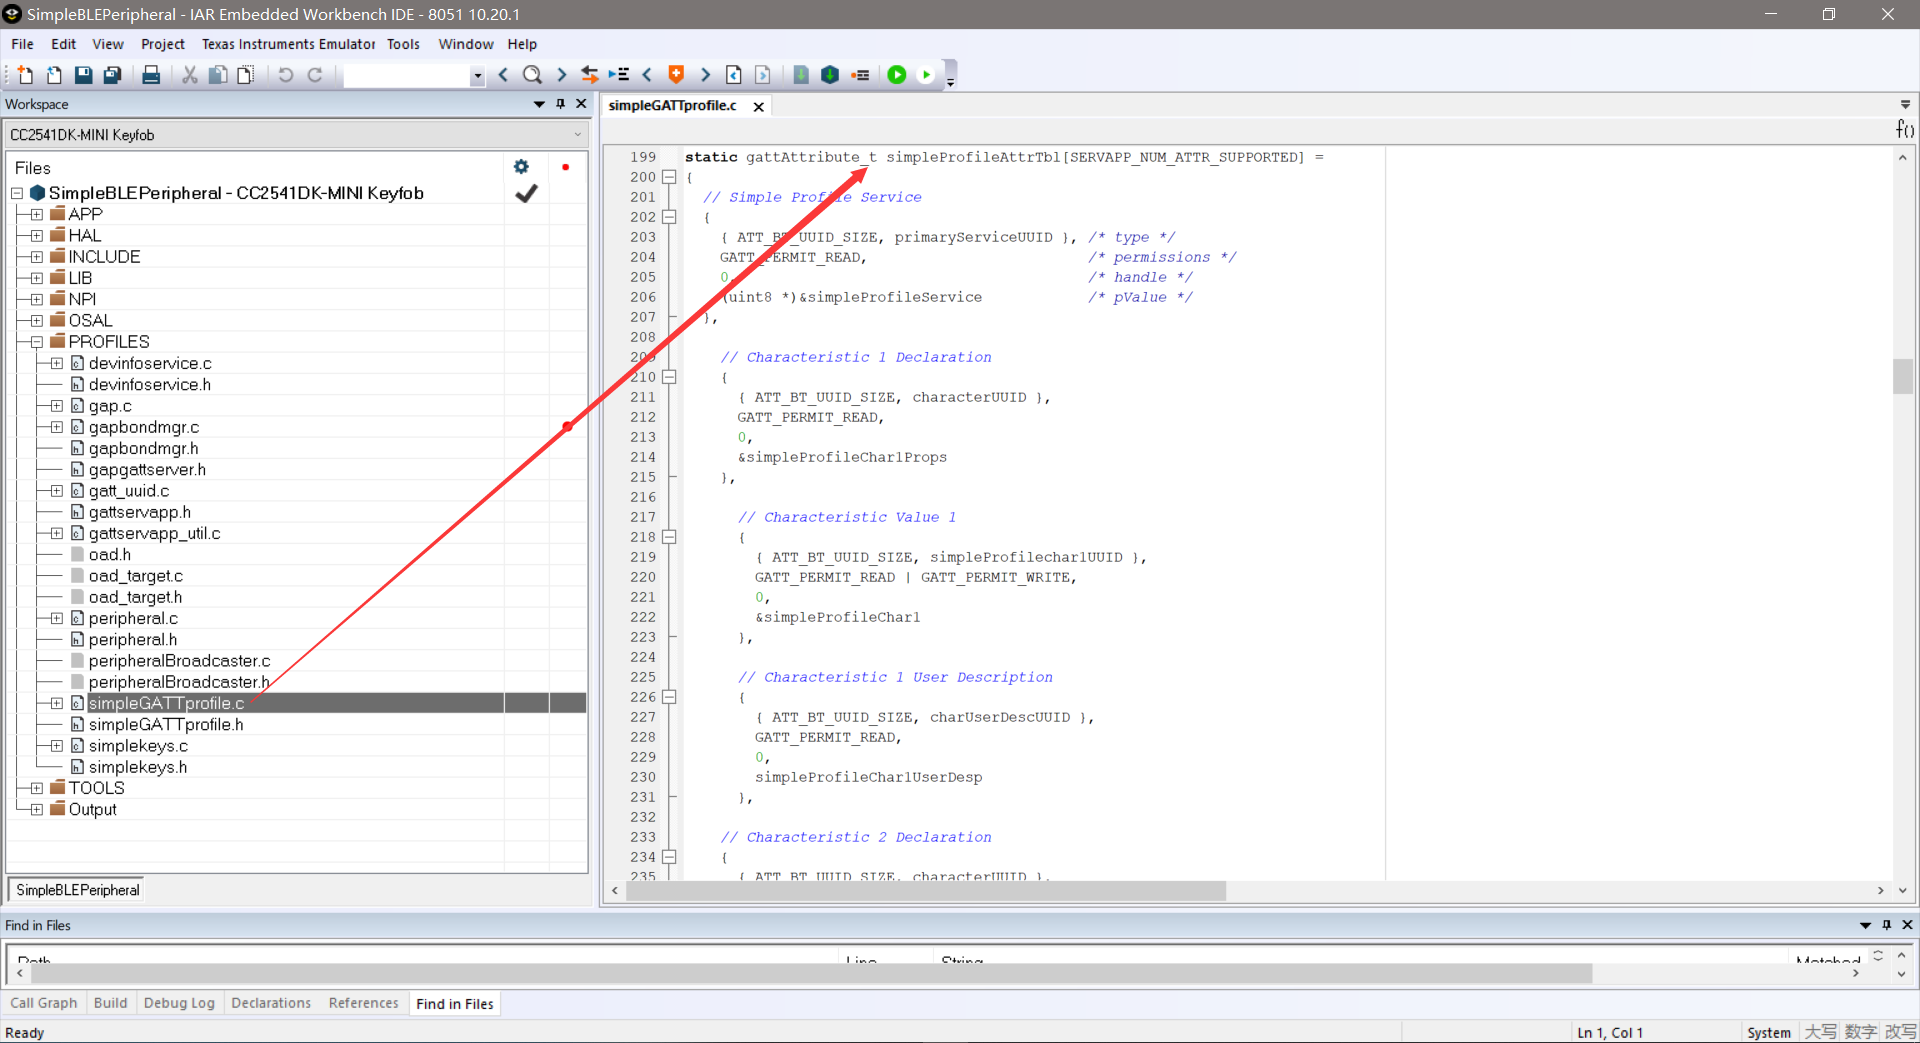 SimpleBLEPeripheral - IAR Embedded Workbench IDE - 8051 10.20.1
File Edit View Project Texas Instruments Emulator Tools Window Help
Workspace
CC2541DK-MINI Keyfob
Files
SimpleBLEPeripheral - CC2541DK-MINI Keyfob
APP
HAL
INCLUDE
LIB
NPI
OSAL
PROFILES
devinfoservice.c
devinfoservice.h
gap.c
gapbondmgr.c
gapbondmgr.h
gapgattserver.h
gatt_uuid.c
gattservapp.h
gattservapp_util.c
oad.h
oad_target.c
oad_target.h
peripheral.c
peripheral.h
peripheralBroadcaster.c
peripheralBroadcaster.h
simpleGATTprofile.c
simpleGATTprofile.h
simplekeys.c
simplekeys.h
TOOLS
Output
SimpleBLEPeripheral
simpleGATTprofile.c
f()
199 static gattAttribute_t simpleProfileAttrTbl[SERVAPP_NUM_ATTR_SUPPORTED] =
200 {
201 // Simple Profile Service
202 {
203 { ATT_BT_UUID_SIZE, primaryServiceUUID }, /* type */
204 GATT_PERMIT_READ, /* permissions */
205 0, /* handle */
206 (uint8 *)&simpleProfileService /* pValue */
207 },
208
209 // Characteristic 1 Declaration
210 {
211 { ATT_BT_UUID_SIZE, characterUUID },
212 GATT_PERMIT_READ,
213 0,
214 &simpleProfileChar1Props
215 },
216
217 // Characteristic Value 1
218 {
219 { ATT_BT_UUID_SIZE, simpleProfilechar1UUID },
220 GATT_PERMIT_READ | GATT_PERMIT_WRITE,
221 0,
222 &simpleProfileChar1
223 },
224
225 // Characteristic 1 User Description
226 {
227 { ATT_BT_UUID_SIZE, charUserDescUUID },
228 GATT_PERMIT_READ,
229 0,
230 simpleProfileChar1UserDesp
231 },
232
233 // Characteristic 2 Declaration
234 {
235 { ATT_BT_UUID_SIZE, characterUUID },
Find in Files
Path Line String Matched
Call Graph Build Debug Log Declarations References Find in Files
Ready Ln 1, Col 1 System 大写 数字 改写